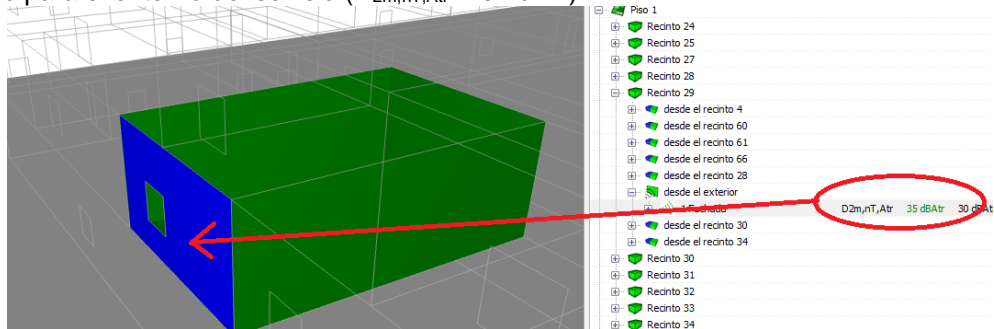 Piso 1
Recinto 24
Recinto 25
Recinto 27
Recinto 28
Recinto 29
desde el recinto 4
desde el recinto 60
desde el recinto 61
desde el recinto 66
desde el recinto 28
desde el exterior
D2m,nT,Atr 35 dBAtr 30 dBAt
desde el recinto 30
desde el recinto 34
Recinto 30
Recinto 31
Recinto 32
Recinto 33
Recinto 34